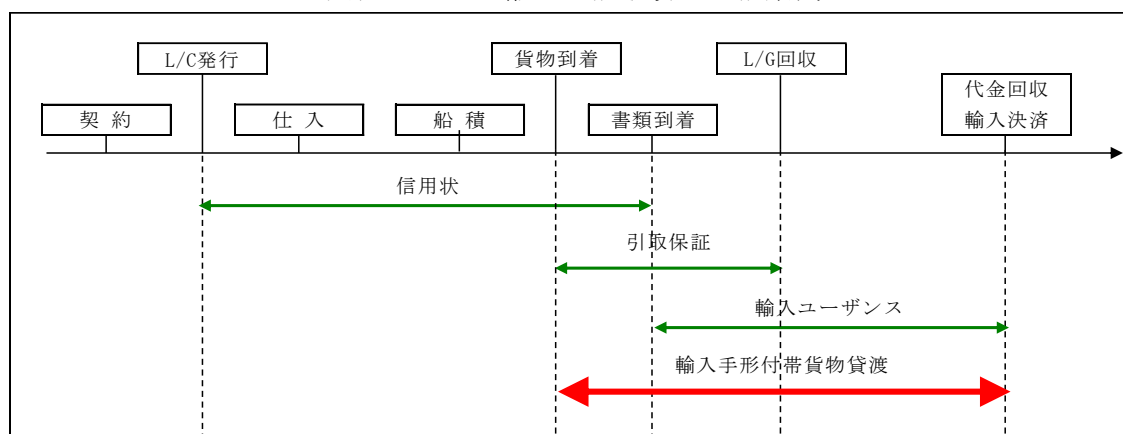 L/C発行
貨物到着
L/G回収
代金回収
輸入決済
契 約
仕 入
船 積
書類到着
信用状
引取保証
輸入ユーザンス
輸入手形付帯貨物貸渡